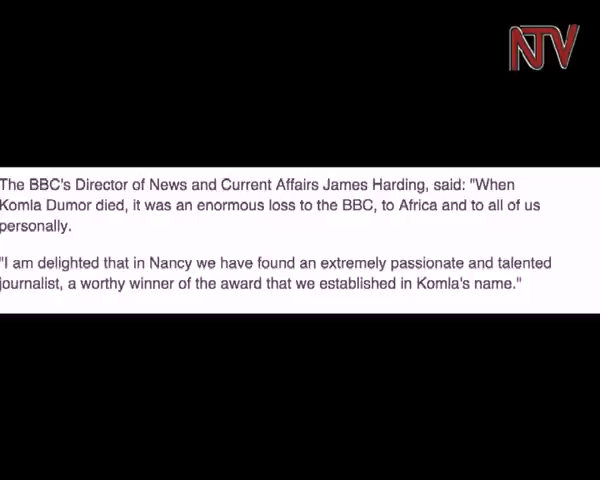 NTV
The BBC's Director of News and Current Affairs James Harding, said: "When
Komla Dumor died, it was an enormous loss to the BBC, to Africa and to all of us
personally.
"I am delighted that in Nancy we have found an extremely passionate and talented
journalist, a worthy winner of the award that we established in Komla's name."